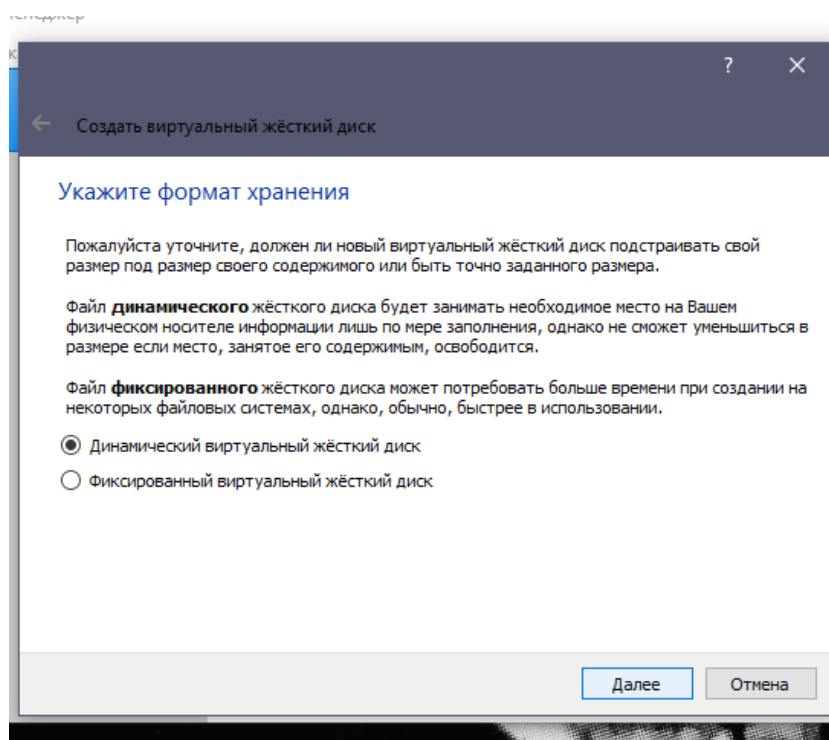 ?
Создать виртуальный жёсткий диск
Укажите формат хранения
Пожалуйста уточните, должен ли новый виртуальный жёсткий диск подстраивать свой
размер под размер своего содержимого или быть точно заданного размера.
Файл динамического жёсткого диска будет занимать необходимое место на Вашем
физическом носителе информации лишь по мере заполнения, однако не сможет уменьшиться в
размере если место, занятое его содержимым, освободится.
Файл фиксированного жёсткого диска может потребовать больше времени при создании на
некоторых файловых системах, однако, обычно, быстрее в использовании.
Динамический виртуальный жёсткий диск
Фиксированный виртуальный жёсткий диск
Далее Отмена